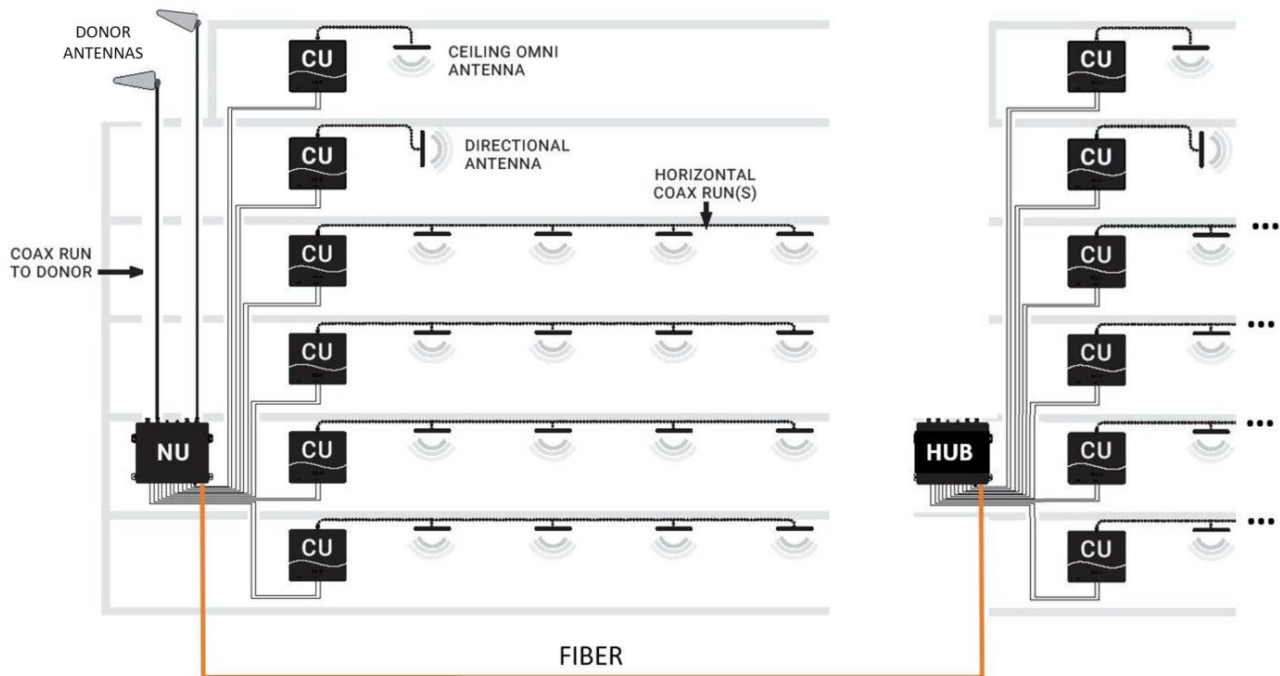 DONOR
ANTENNAS
CU
CEILING OMNI
ANTENNA
CU
CU
DIRECTIONAL
ANTENNA
CU
HORIZONTAL
COAX RUN(S)
COAX RUN
TO DONOR
CU
...
CU
CU
...
CU
NU
CU
HUB
CU
...
CU
CU
...
FIBER